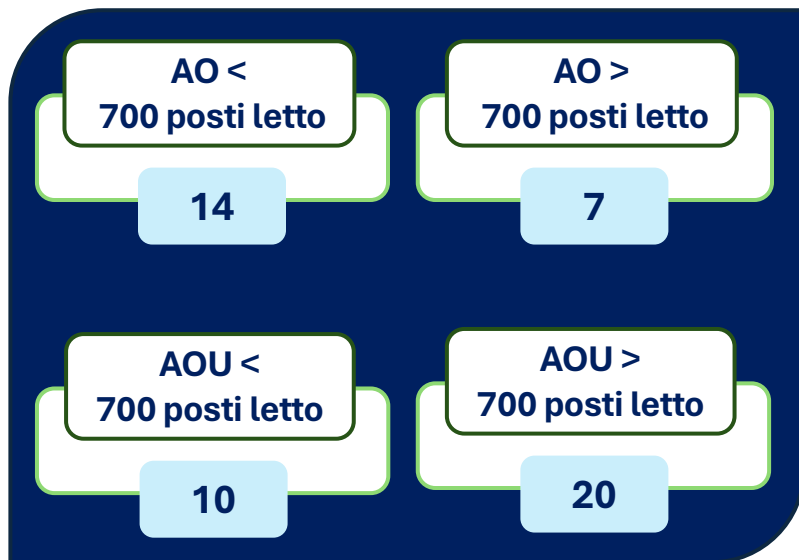 AO <
700 posti letto
14
AO >
700 posti letto
7
AOU <
700 posti letto
10
AOU >
700 posti letto
20